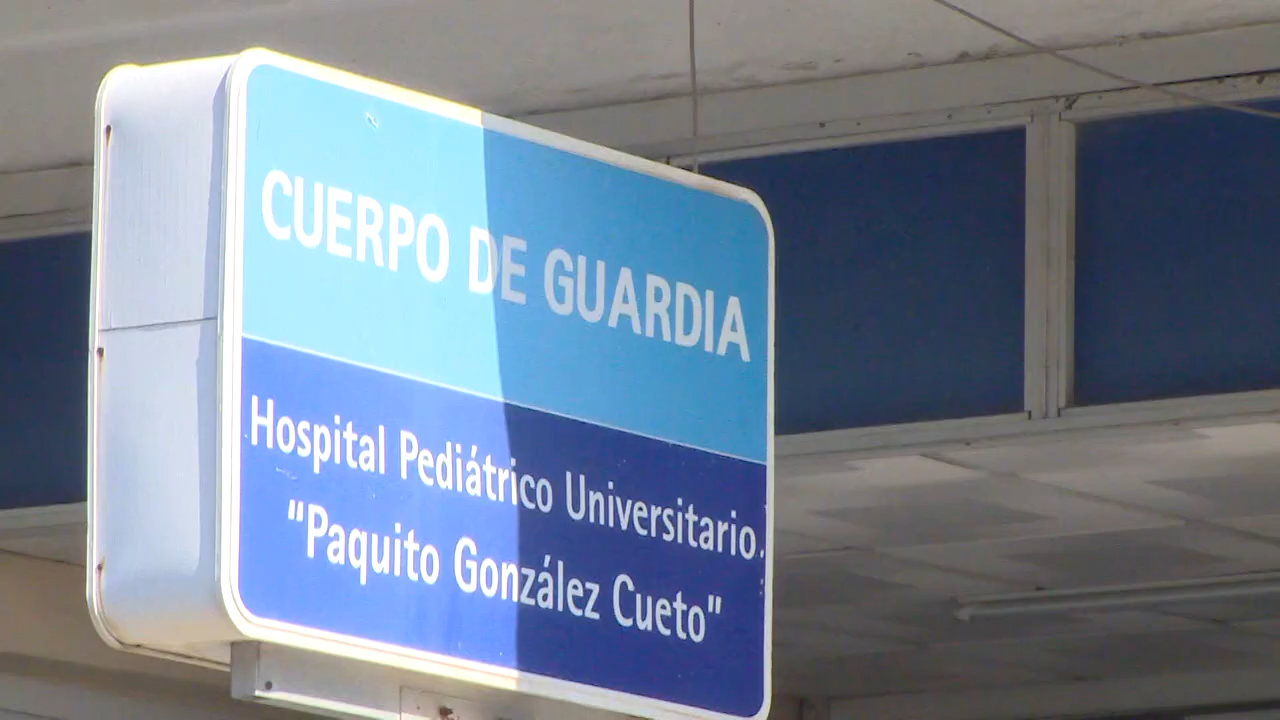 CUERPO DE GUARDIA
Hospital Pediátrico Universitario.
“Paquito González Cueto”